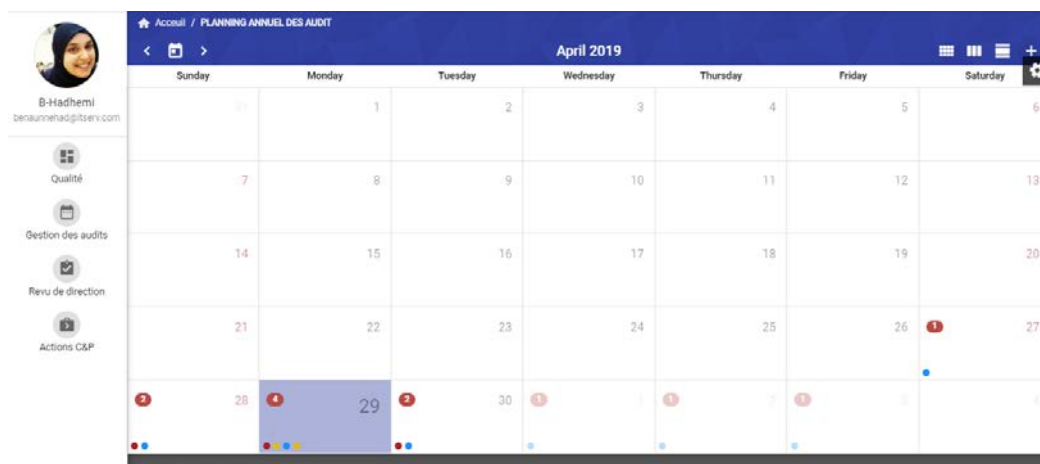 Acceuil / PLANNING ANNUEL DES AUDIT
April 2019
Sunday Monday Tuesday Wednesday Thursday Friday Saturday
B-Hadhemi
benaunnehad@itserv.com
Qualité
Gestion des audits
Revu de direction
Actions C&P
31 1 2 3 4 5 6
7 8 9 10 11 12 13
14 15 16 17 18 19 20
21 22 23 24 25 26 1 27
2 28 4 29 2 30 1 1 1 2 1 3 4